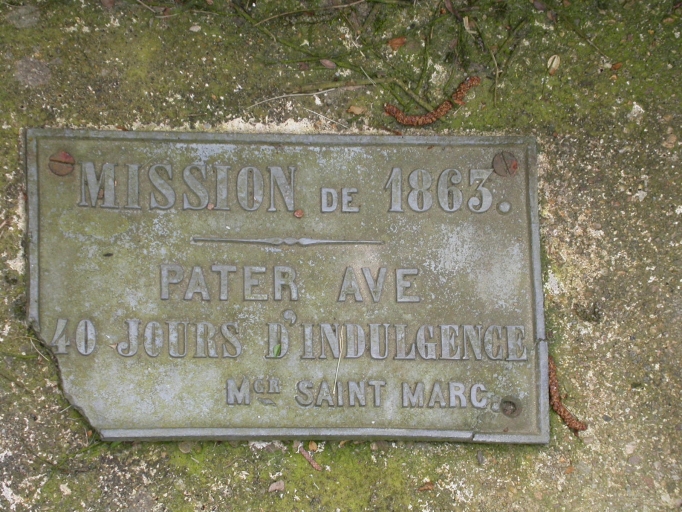 MISSION DE 1863.
PATER AVE
40 JOURS D'INDULGENCE
MGR SAINT MARC.